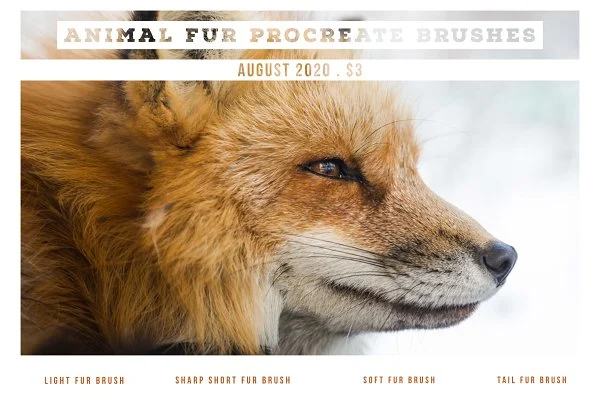 ANIMAL FUR PROCREATE BRUSHES
AUGUST 2020 . $3
LIGHT FUR BRUSH SHARP SHORT FUR BRUSH SOFT FUR BRUSH TAIL FUR BRUSH